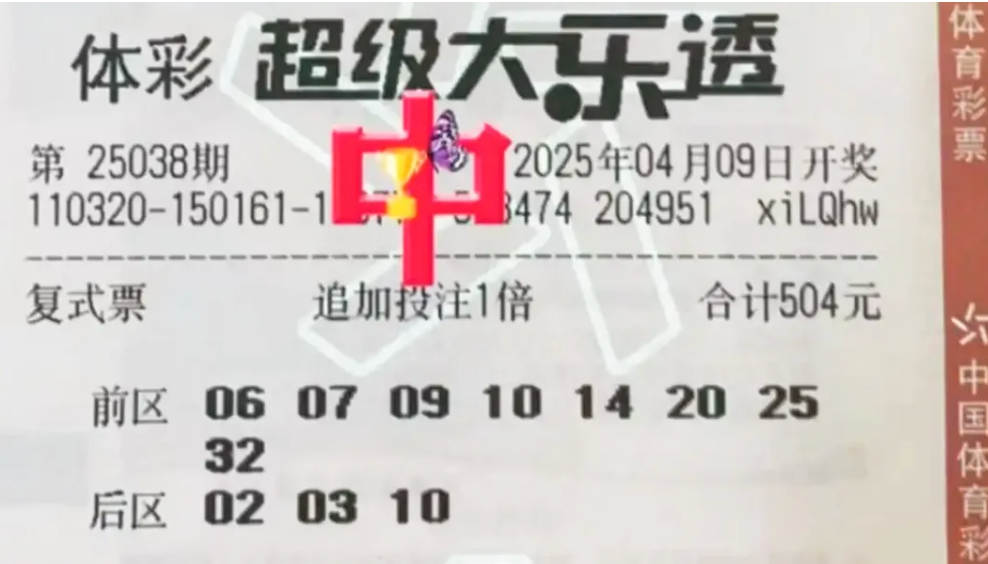 体彩 超级大乐透
中
第 25038期 2025年04月09日开奖
110320-150161-1 8474 204951 xiLQhw
复式票 追加投注1倍 合计504元
前区 06 07 09 10 14 20 25
32
后区 02 03 10
体育彩票
中国体育彩